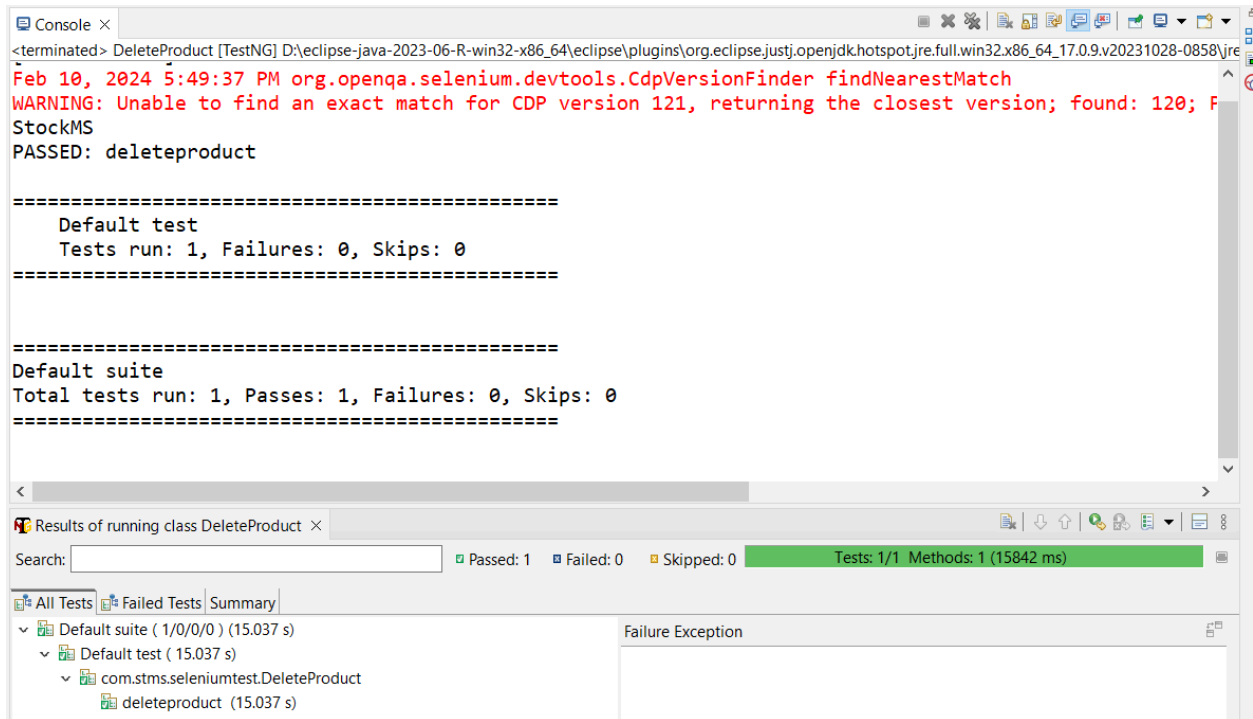 Console
<terminated> DeleteProduct [TestNG] D:\eclipse-java-2023-06-R-win32-x86_64\eclipse\plugins\org.eclipse.justj.openjdk.hotspot.jre.full.win32.x86_64_17.0.9.v20231028-0858\jre
Feb 10, 2024 5:49:37 PM org.openqa.selenium.devtools.CdpVersionFinder findNearestMatch
WARNING: Unable to find an exact match for CDP version 121, returning the closest version; found: 120;
StockMS
PASSED: deleteproduct
===============================================
Default test
Tests run: 1, Failures: 0, Skips: 0
===============================================
===============================================
Default suite
Total tests run: 1, Passes: 1, Failures: 0, Skips: 0
===============================================
Results of running class DeleteProduct
Search: Passed: 1 Failed: 0 Skipped: 0 Tests: 1/1 Methods: 1 (15842 ms)
All Tests Failed Tests Summary
Default suite ( 1/0/0/0 ) (15.037 s) Failure Exception
Default test ( 15.037 s)
com.stms.seleniumtest.DeleteProduct
deleteproduct (15.037 s)